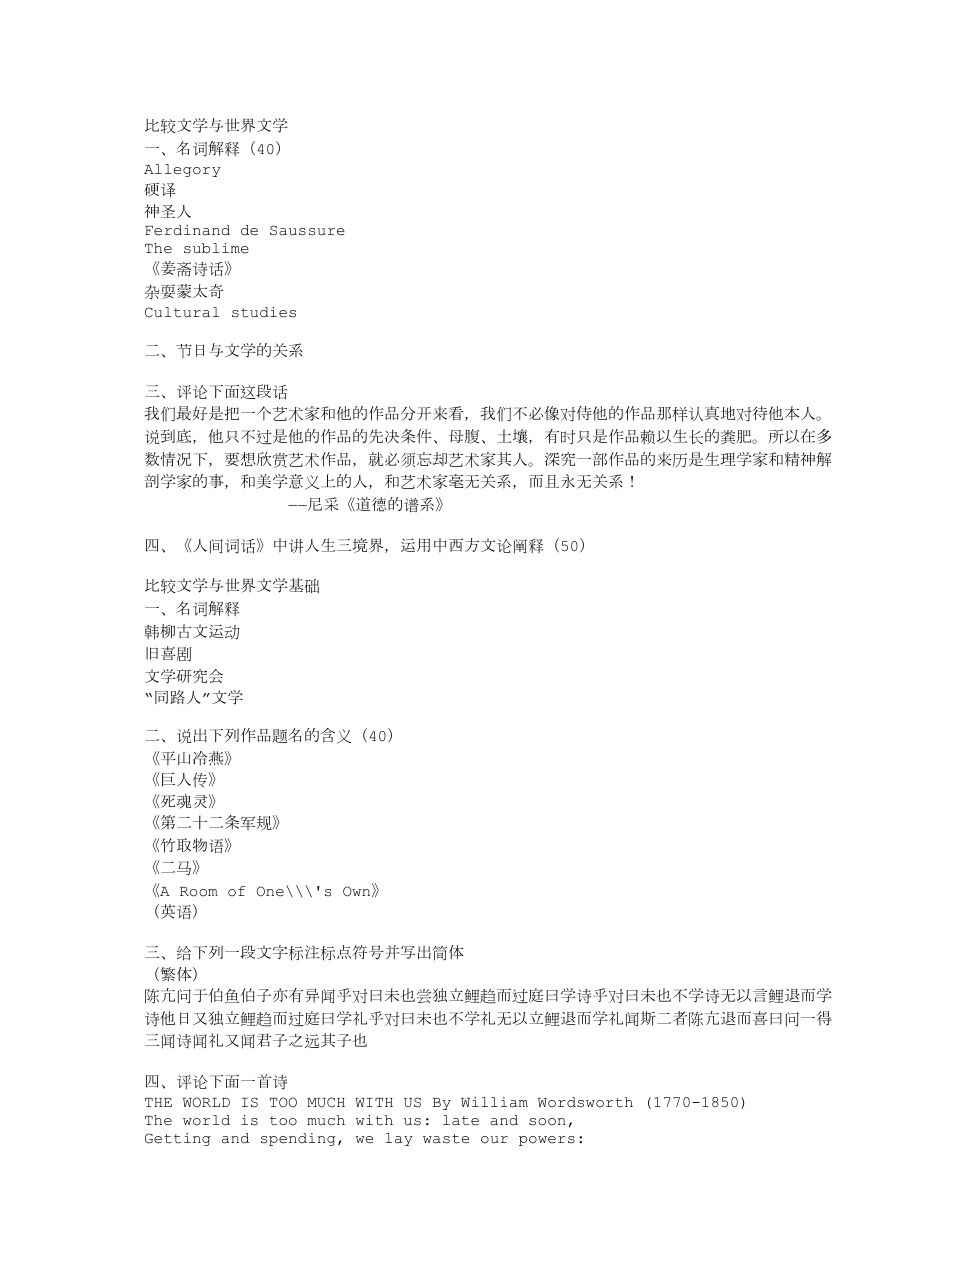 比较文学与世界文学
一、名词解释（40）
Allegory
硬译
神圣人
Ferdinand de Saussure
The sublime
《姜斋诗话》
杂耍蒙太奇
Cultural studies
二、节日与文学的关系
三、评论下面这段话
我们最好是把一个艺术家和他的作品分开来看，我们不必像对侍他的作品那样认真地对待他本人。
说到底，他只不过是他的作品的先决条件、母腹、土壤，有时只是作品赖以生长的粪肥。所以在多
数情况下，要想欣赏艺术作品，就必须忘却艺术家其人。深究一部作品的来历是生理学家和精神解
剖学家的事，和美学意义上的人，和艺术家毫无关系，而且永无关系！
——尼采《道德的谱系》
四、《人间词话》中讲人生三境界，运用中西方文论阐释（50）
比较文学与世界文学基础
一、名词解释
韩柳古文运动
旧喜剧
文学研究会
“同路人”文学
二、说出下列作品题名的含义（40）
《平山冷燕》
《巨人传》
《死魂灵》
《第二十二条军规》
《竹取物语》
《二马》
《A Room of One\\\'s Own》
（英语）
三、给下列一段文字标注标点符号并写出简体
（繁体）
陈亢问于伯鱼伯子亦有异闻乎对曰未也尝独立鲤趋而过庭曰学诗乎对曰未也不学诗无以言鲤退而学
诗他日又独立鲤趋而过庭曰学礼乎对曰未也不学礼无以立鲤退而学礼闻斯二者陈亢退而喜曰问一得
三闻诗闻礼又闻君子之远其子也
四、评论下面一首诗
THE WORLD IS TOO MUCH WITH US By William Wordsworth (1770-1850)
The world is too much with us: late and soon,
Getting and spending, we lay waste our powers: